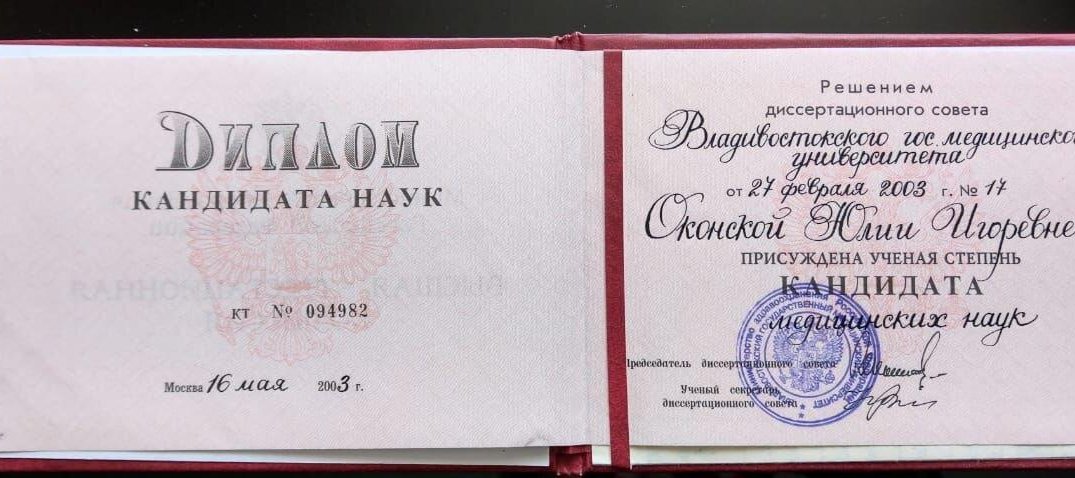 ДИПЛОМ
КАНДИДАТА НАУК
КТ № 094982
Москва 16 мая 2003 г.
Решением
диссертационного совета
Владивостокского гос. медицинско
университета
от 27 февраля 2003 г. № 17
Оконской Юлии Игоревне
ПРИСУЖДЕНА УЧЕНАЯ СТЕПЕНЬ
КАНДИДАТА
медицинских наук
Председатель диссертационного совета
Ученый секретарь
диссертационного совета